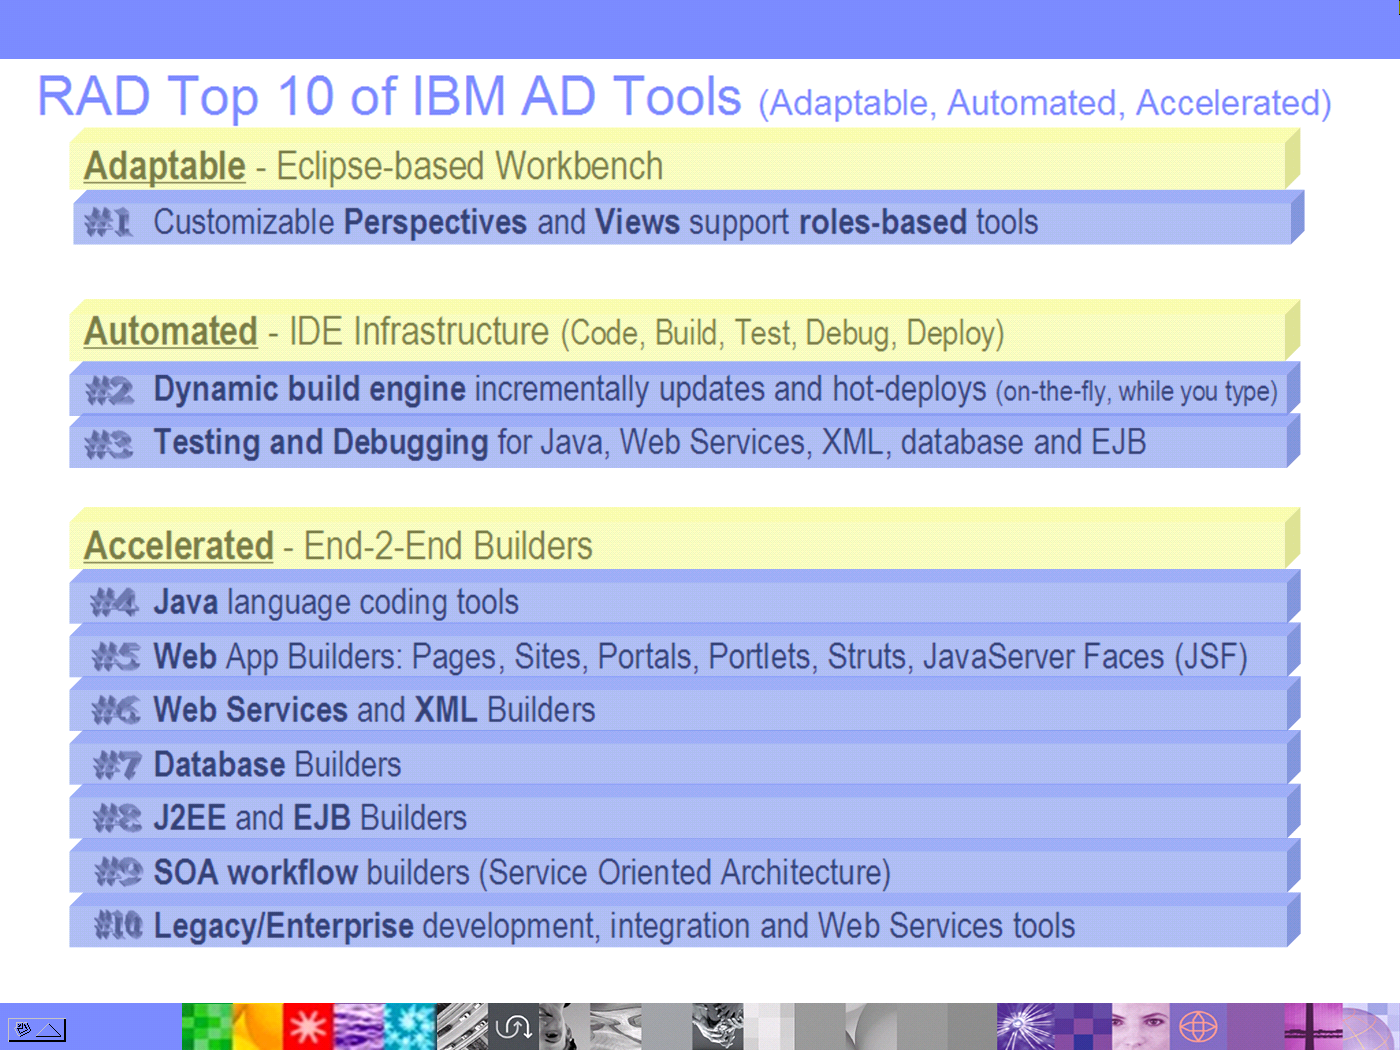 RAD Top 10 of IBM AD Tools (Adaptable, Automated, Accelerated)
Adaptable - Eclipse-based Workbench
#1 Customizable Perspectives and Views support roles-based tools
Automated - IDE Infrastructure (Code, Build, Test, Debug, Deploy)
#2 Dynamic build engine incrementally updates and hot-deploys (on-the-fly, while you type)
#3 Testing and Debugging for Java, Web Services, XML, database and EJB
Accelerated - End-2-End Builders
#4 Java language coding tools
#5 Web App Builders: Pages, Sites, Portals, Portlets, Struts, JavaServer Faces (JSF)
#6 Web Services and XML Builders
#7 Database Builders
#8 J2EE and EJB Builders
#9 SOA workflow builders (Service Oriented Architecture)
#10 Legacy/Enterprise development, integration and Web Services tools